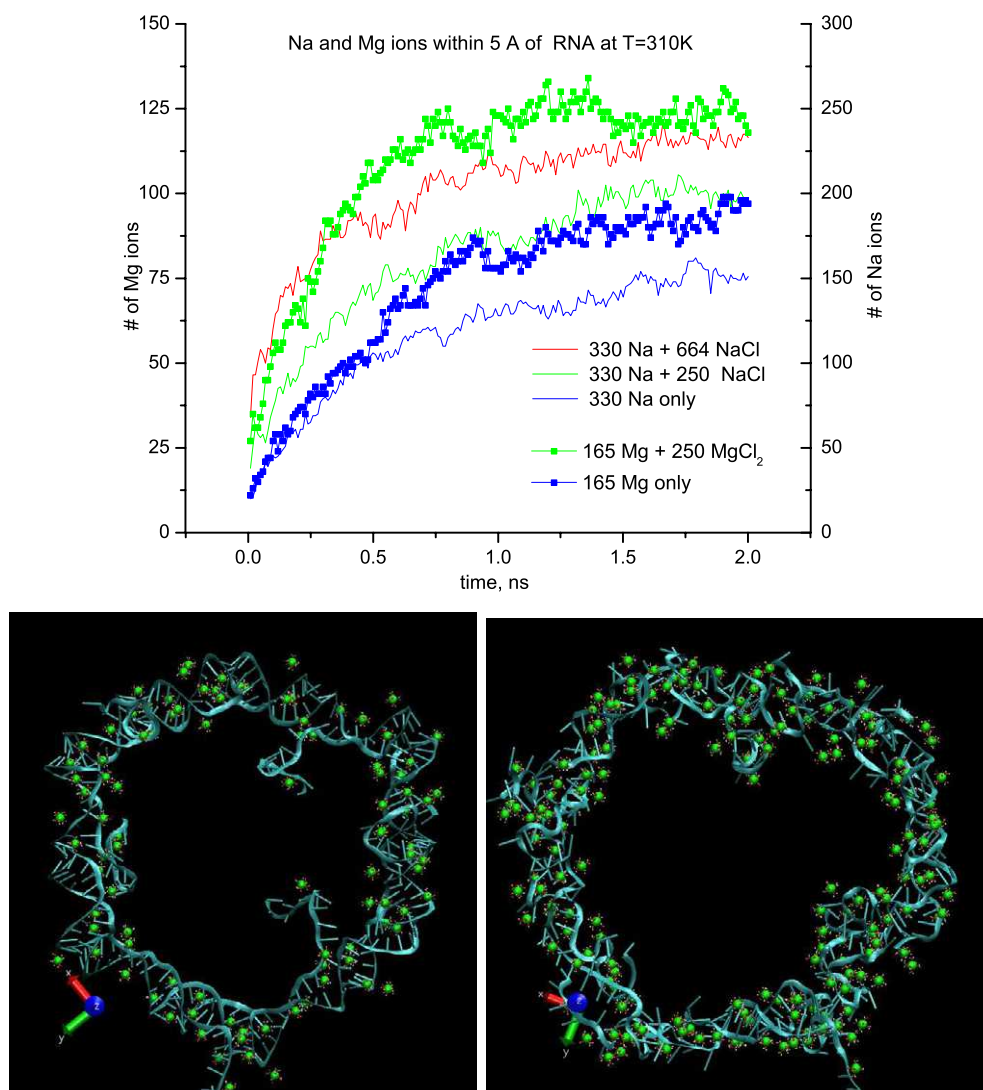 Na and Mg ions within 5 A of RNA at T=310K
# of Mg ions
150
125
100
75
50
25
0
# of Na ions
300
250
200
150
100
50
0
330 Na + 664 NaCl
330 Na + 250 NaCl
330 Na only
165 Mg + 250 MgCl2
165 Mg only
0.0 0.5 1.0 1.5 2.0
time, ns
x
z
y
x
z
y